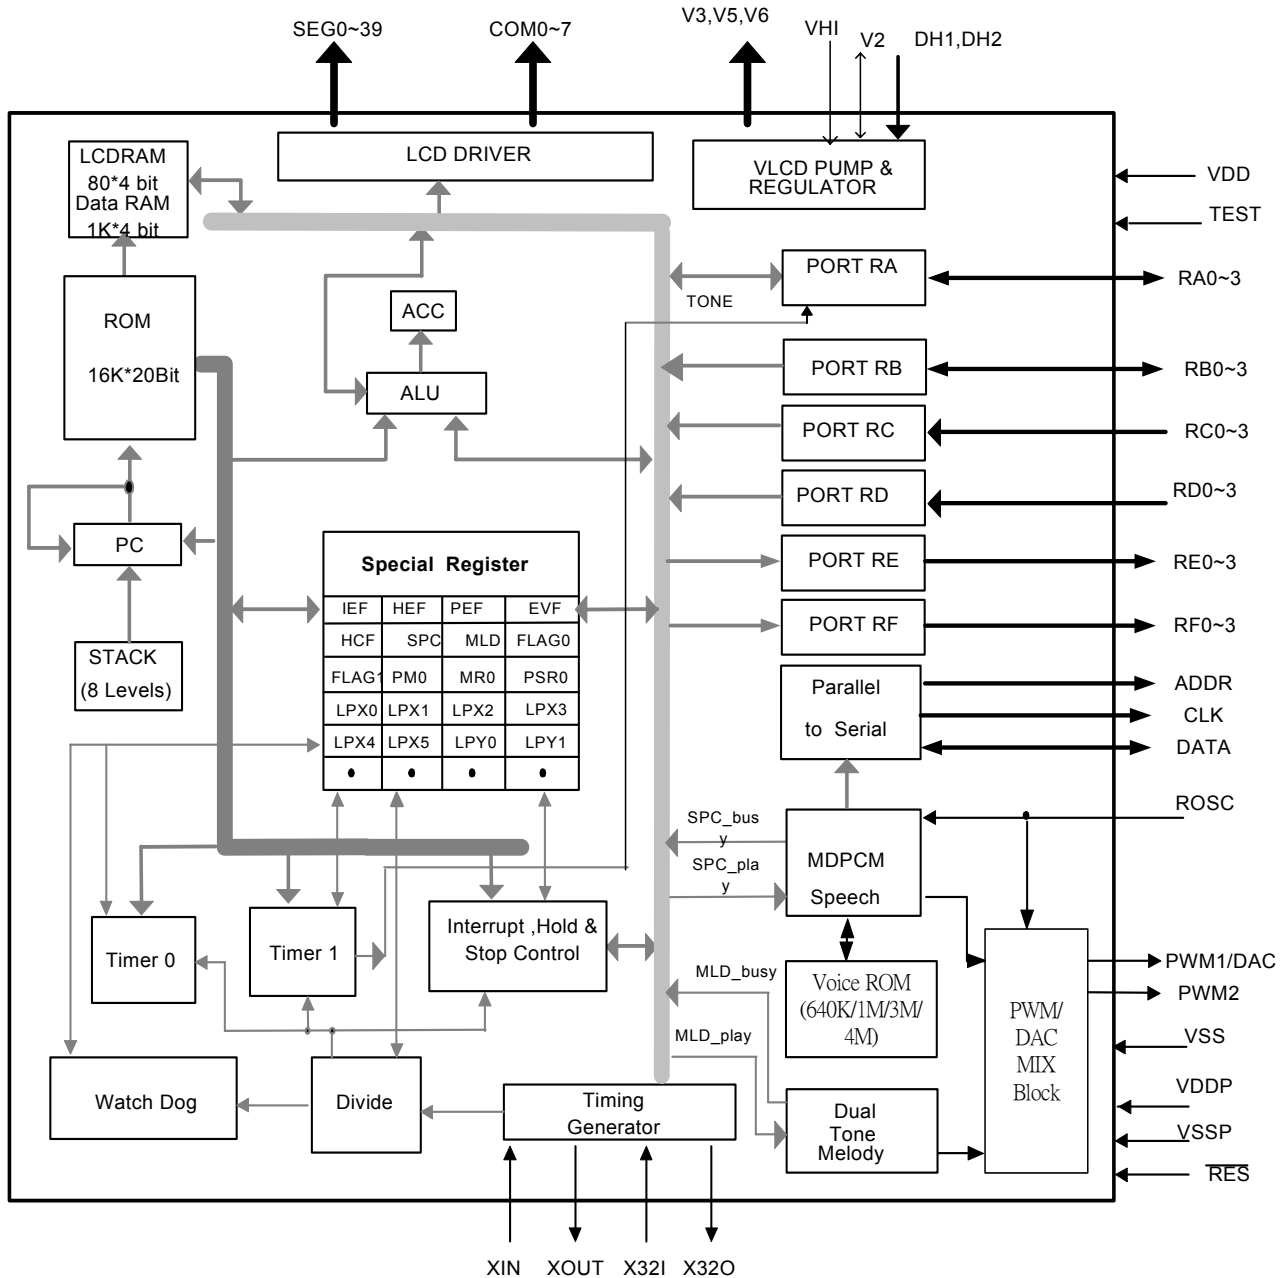 SEG0~39
COM0~7
V3,V5,V6
VHI
V2
DH1,DH2
LCDRAM
80*4 bit
Data RAM
1K*4 bit
LCD DRIVER
VLCD PUMP &
REGULATOR
VDD
TEST
ROM
16K*20Bit
ACC
ALU
TONE
PORT RA
RA0~3
PORT RB
RB0~3
PORT RC
RC0~3
PORT RD
RD0~3
PC
PORT RE
RE0~3
PORT RF
RF0~3
STACK
(8 Levels)
Special Register
IEF HEF PEF EVF
HCF SPC MLD FLAG0
FLAG1 PM0 MR0 PSR0
LPX0 LPX1 LPX2 LPX3
LPX4 LPX5 LPY0 LPY1
• • • •
Parallel
to Serial
ADDR
CLK
DATA
ROSC
SPC_bus
y
SPC_pla
y
MDPCM
Speech
Timer 0
Timer 1
Interrupt ,Hold &
Stop Control
MLD_busy
MLD_play
Voice ROM
(640K/1M/3M/
4M)
PWM/
DAC
MIX
Block
PWM1/DAC
PWM2
VSS
VDDP
VSSP
RES
Watch Dog
Divide
Timing
Generator
Dual
Tone
Melody
XIN
XOUT
X32I
X32O